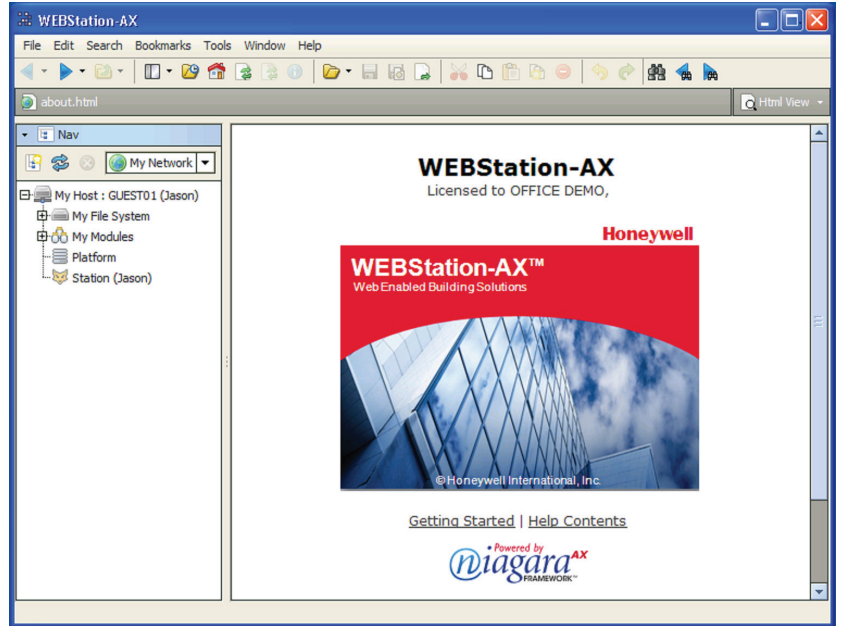 WEBStation-AX
File Edit Search Bookmarks Tools Window Help
about.html
Html View
Nav
My Network
My Host : GUEST01 (Jason)
My File System
My Modules
Platform
Station (Jason)
WEBStation-AX
Licensed to OFFICE DEMO,
Honeywell
WEBStation-AX™
Web Enabled Building Solutions
© Honeywell International, Inc.
Getting Started | Help Contents
Powered by
niagara AX
FRAMEWORK™